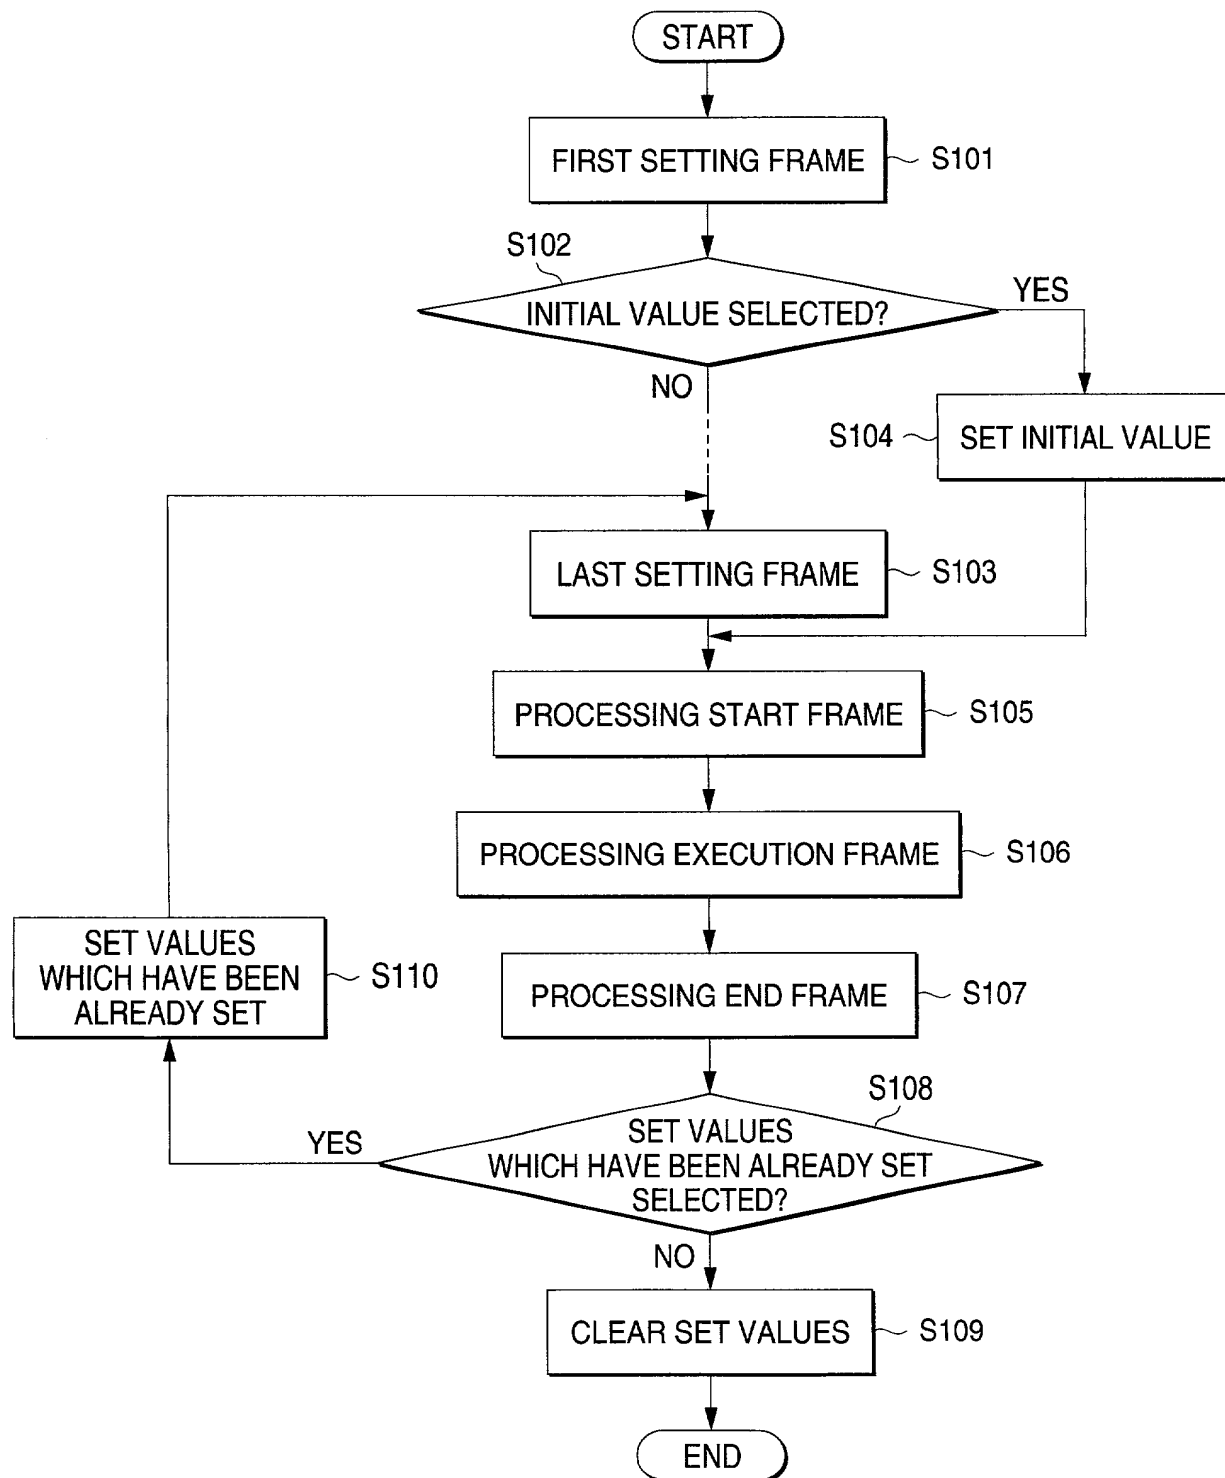 START
FIRST SETTING FRAME
S101
S102
INITIAL VALUE SELECTED?
YES
NO
S104
SET INITIAL VALUE
LAST SETTING FRAME
S103
PROCESSING START FRAME
S105
PROCESSING EXECUTION FRAME
S106
SET VALUES
WHICH HAVE BEEN
ALREADY SET
S110
PROCESSING END FRAME
S107
S108
SET VALUES
WHICH HAVE BEEN ALREADY SET
SELECTED?
YES
NO
CLEAR SET VALUES
S109
END